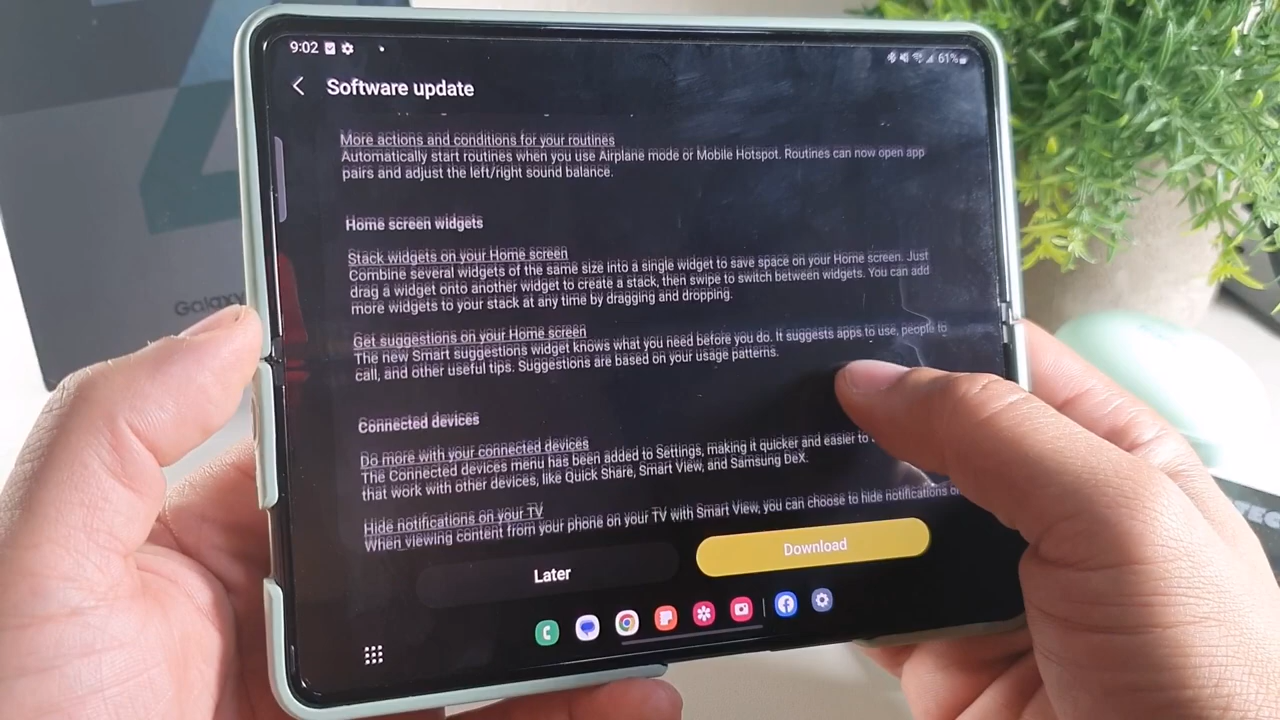 9:02
61%
Software update
More actions and conditions for your routines
Automatically start routines when you use Airplane mode or Mobile Hotspot. Routines can now open app
pairs and adjust the left/right sound balance.
Home screen widgets
Stack widgets on your Home screen
Combine several widgets of the same size into a single widget to save space on your Home screen. Just
drag a widget onto another widget to create a stack, then swipe to switch between widgets. You can add
more widgets to your stack at any time by dragging and dropping.
Get suggestions on your Home screen
The new Smart suggestions widget knows what you need before you do. It suggests apps to use, people to
call, and other useful tips. Suggestions are based on your usage patterns.
Connected devices
Do more with your connected devices
The Connected devices menu has been added to Settings, making it quicker and easier to
that work with other devices, like Quick Share, Smart View, and Samsung DeX.
Hide notifications on your TV
When viewing content from your phone on your TV with Smart View, you can choose to hide notifications
Later
Download
Galaxy